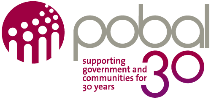 pobal
supporting
government and
communities for
30 years
30